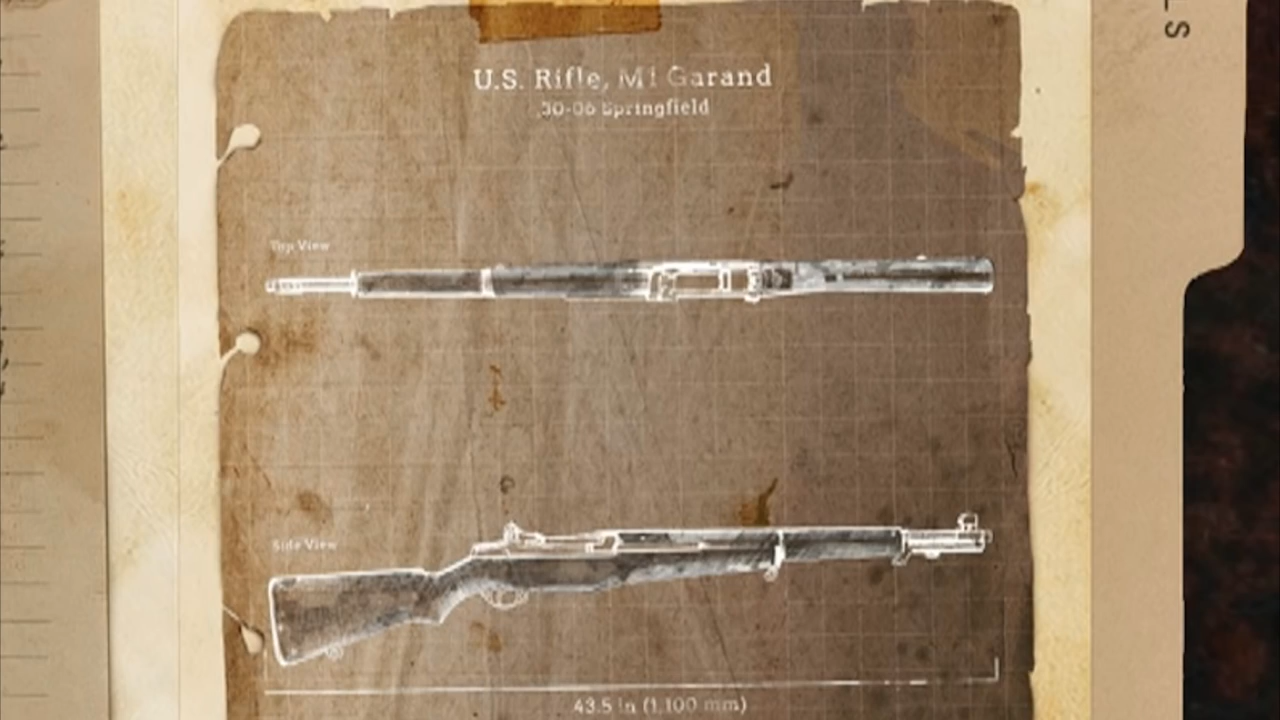 U.S. Rifle, M1 Garand
.30-06 Springfield
Top View
Side View
43.5 in (1,100 mm)